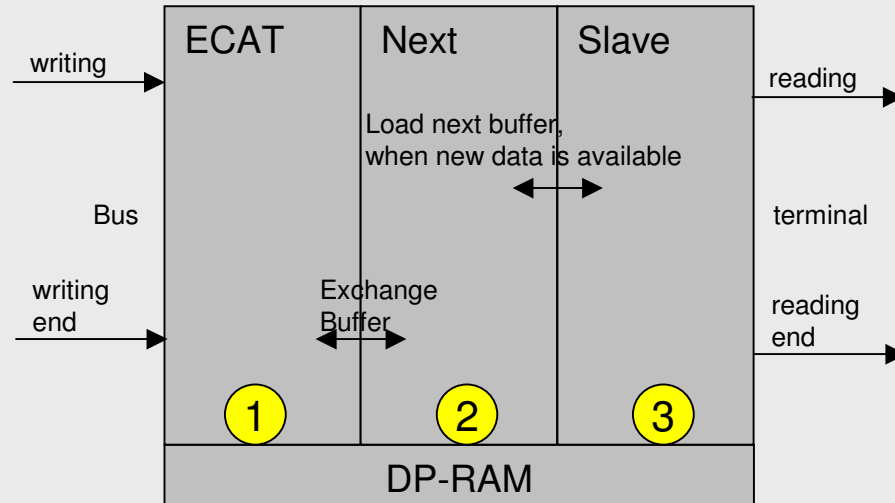 ECAT
Next
Slave
writing
reading
Load next buffer,
when new data is available
Bus
terminal
writing
end
Exchange
Buffer
reading
end
1
2
3
DP-RAM